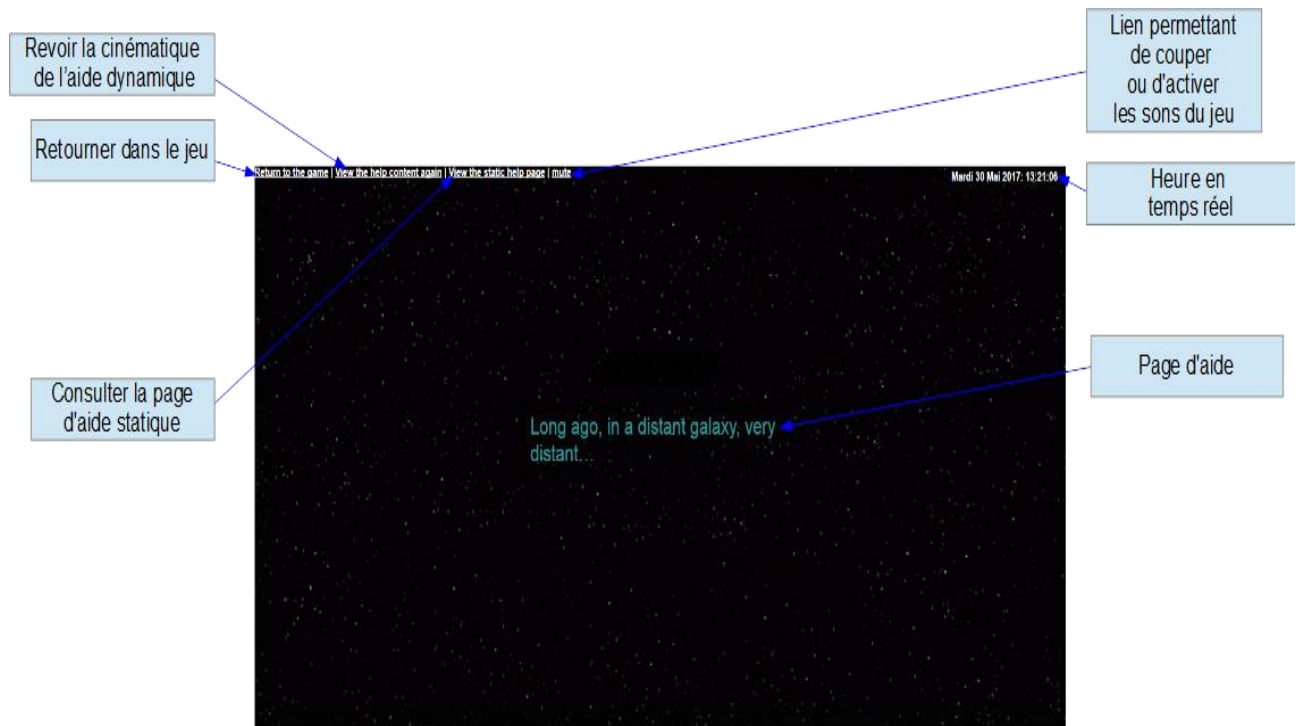 Revoir la cinématique
de l'aide dynamique
Lien permettant
de couper
ou d'activer
les sons du jeu
Retourner dans le jeu
Return to the game | View the help content again | View the static help page | mute
Mardi 30 Mai 2017: 13:21:06
Heure en
temps réel
Page d'aide
Consulter la page
d'aide statique
Long ago, in a distant galaxy, very
distant...